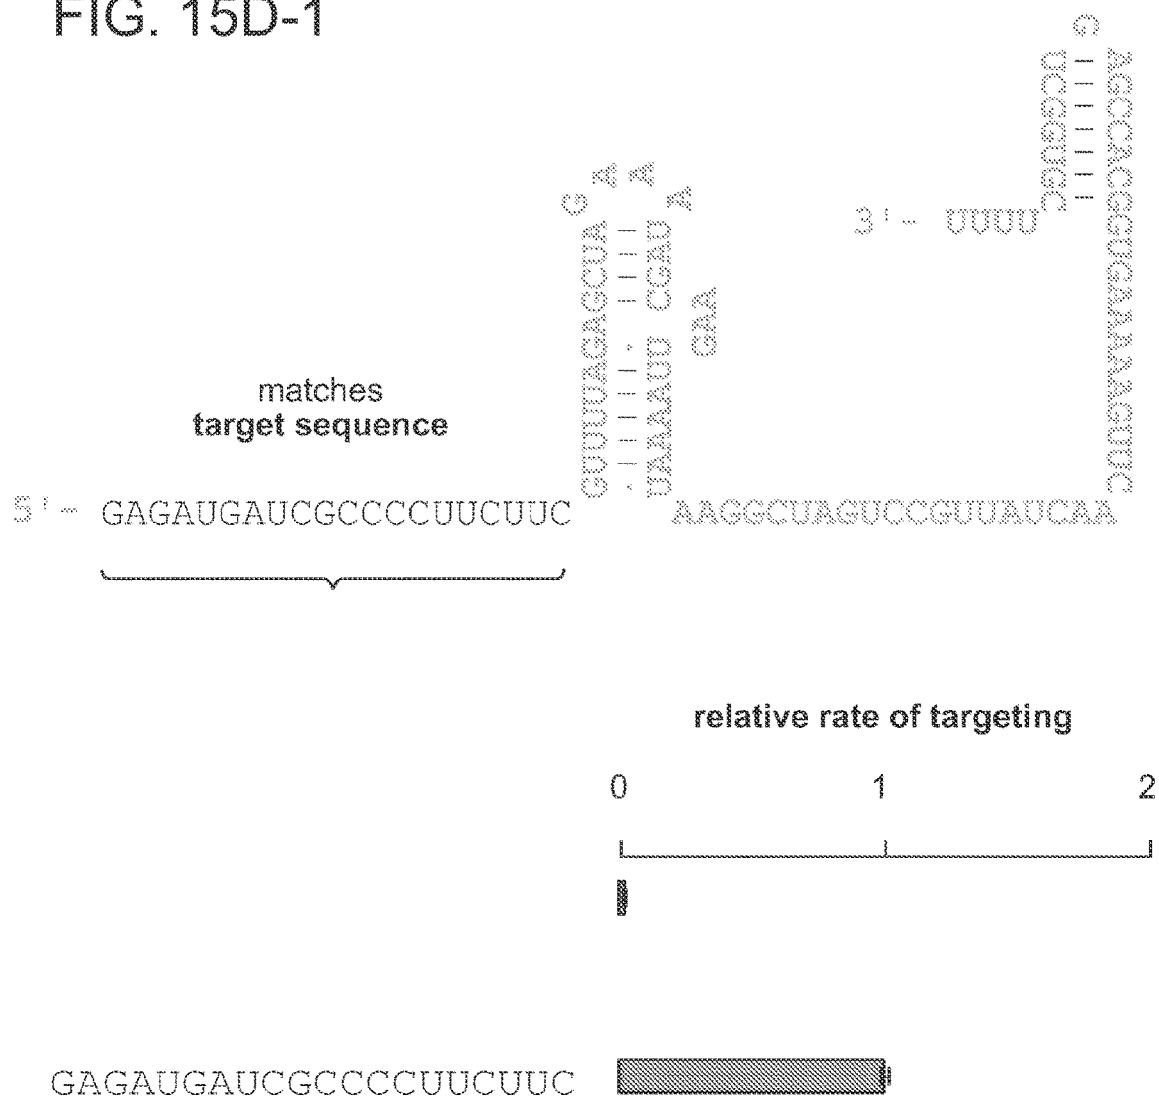 FIG. 15D-1
matches
target sequence
5'- GAGAUGAUCGCCCCUUCUUC
GUUUUAGAGCUA
G A A A
UAAAAUU CGAU
GAA
AAGGCUAGUCCGUUAUCAA
AGCCACGGUGAAAAAGUUC
G
UCGGUGC
3'- UUUU
relative rate of targeting
0 1 2
GAGAUGAUCGCCCCUUCUUC